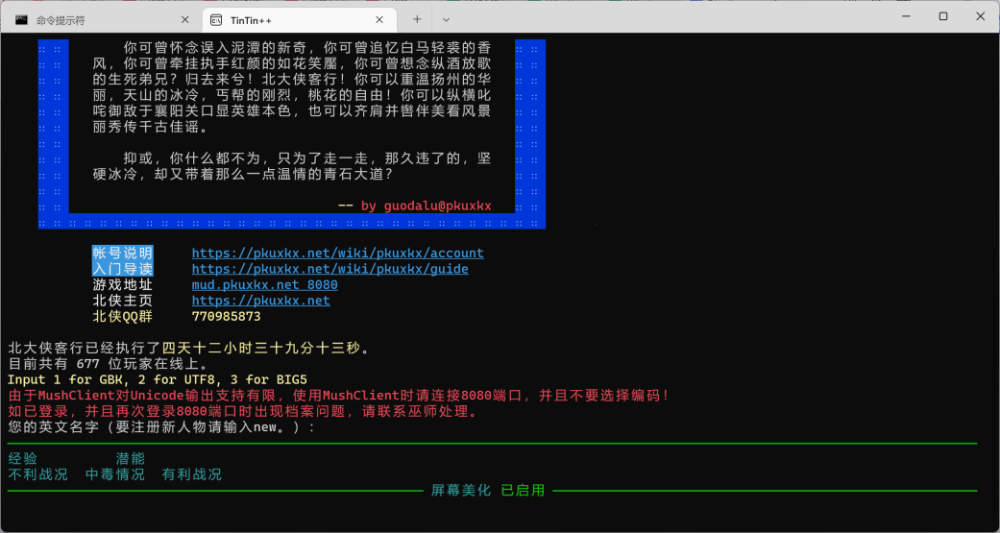 命令提示符
TinTin++
你可曾怀念误入泥潭的新奇，你可曾追忆白马轻裘的香
风，你可曾牵挂执手红颜的如花笑靥，你可曾想念纵酒放歌
的生死弟兄？归去来兮！北大侠客行！你可以重温扬州的华
丽，天山的冰冷，丐帮的刚烈，桃花的自由！你可以纵横叱
咤御敌于襄阳关口显英雄本色，也可以齐肩并辔伴美看风景
丽秀传千古佳谣。
抑或，你什么都不为，只为了走一走，那久违了的，坚
硬冰冷，却又带着那么一点温情的青石大道？
-- by guodalu@pkuxkx
帐号说明 https://pkuxkx.net/wiki/pkuxkx/account
入门导读 https://pkuxkx.net/wiki/pkuxkx/guide
游戏地址 mud.pkuxkx.net 8080
北侠主页 https://pkuxkx.net
北侠QQ群 770985873
北大侠客行已经执行了四天十二小时三十九分十三秒。
目前共有 677 位玩家在线上。
Input 1 for GBK, 2 for UTF8, 3 for BIG5
由于MushClient对Unicode输出支持有限，使用MushClient时请连接8080端口，并且不要选择编码！
如已登录，并且再次登录8080端口时出现档案问题，请联系巫师处理。
您的英文名字（要注册新人物请输入new。）：
经验 潜能
不利战况 中毒情况 有利战况
屏幕美化 已启用